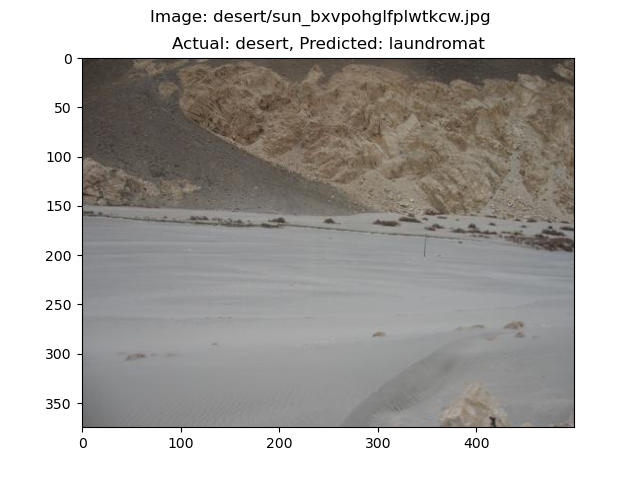 Image: desert/sun_bxvpohglfplwtkcw.jpg
Actual: desert, Predicted: laundromat
0
50
100
150
200
250
300
350
0 100 200 300 400